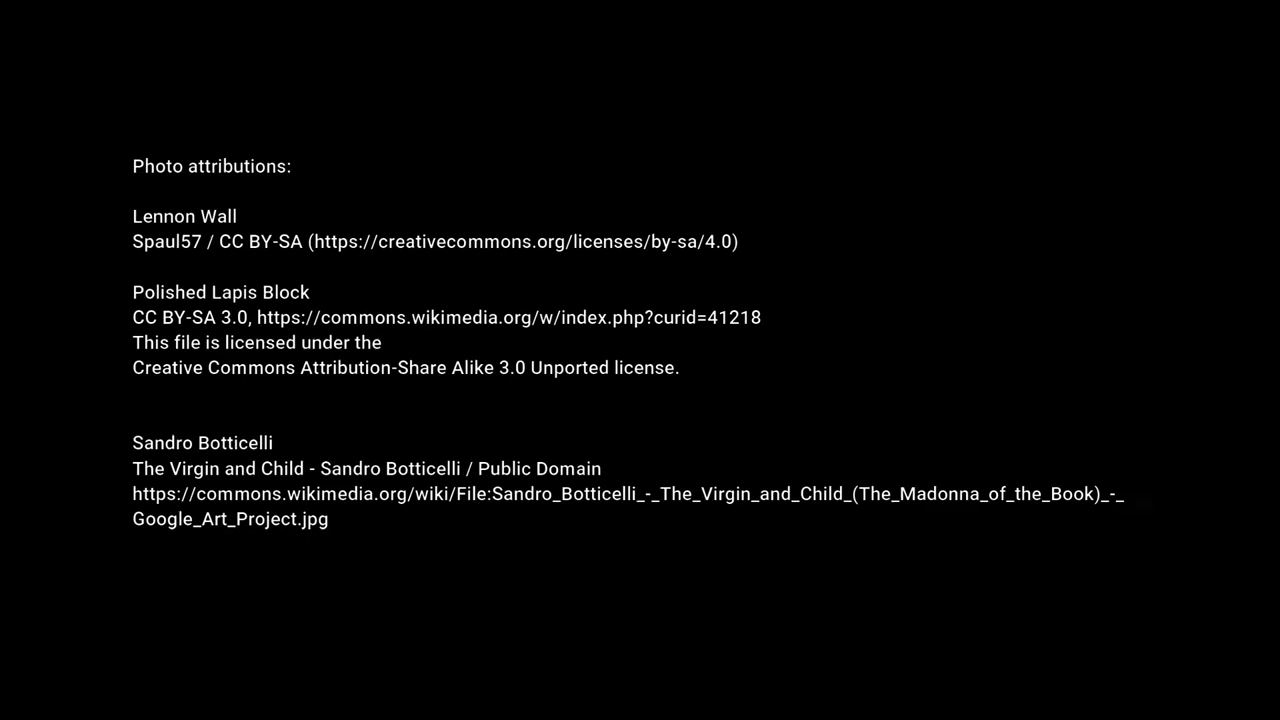 Photo attributions:
Lennon Wall
Spaul57 / CC BY-SA (https://creativecommons.org/licenses/by-sa/4.0)
Polished Lapis Block
CC BY-SA 3.0, https://commons.wikimedia.org/w/index.php?curid=41218
This file is licensed under the
Creative Commons Attribution-Share Alike 3.0 Unported license.
Sandro Botticelli
The Virgin and Child - Sandro Botticelli / Public Domain
https://commons.wikimedia.org/wiki/File:Sandro_Botticelli_-_The_Virgin_and_Child_(The_Madonna_of_the_Book)_-_
Google_Art_Project.jpg